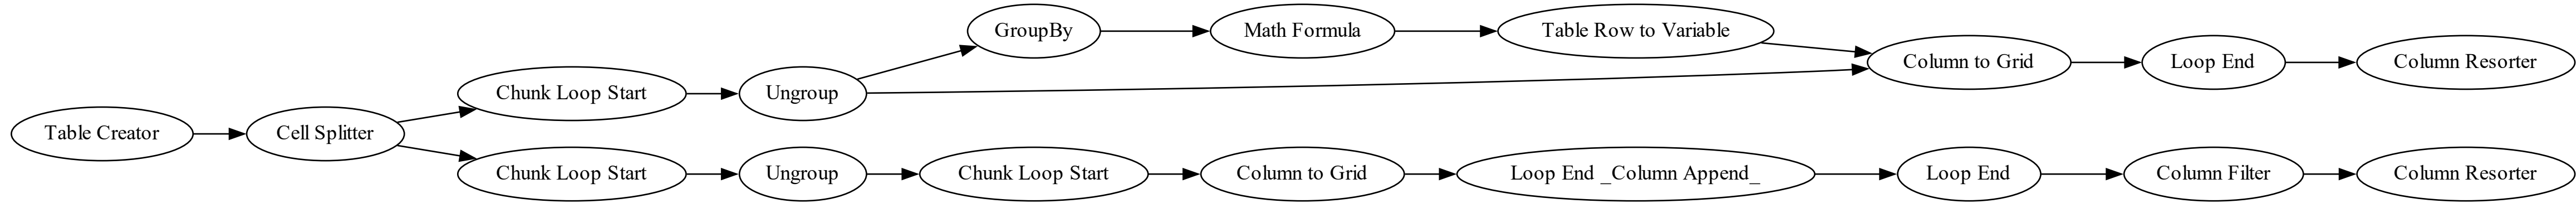 GroupBy
Math Formula
Table Row to Variable
Column to Grid
Loop End
Column Resorter
Chunk Loop Start
Ungroup
Table Creator
Cell Splitter
Chunk Loop Start
Ungroup
Chunk Loop Start
Column to Grid
Loop End _Column Append_
Loop End
Column Filter
Column Resorter